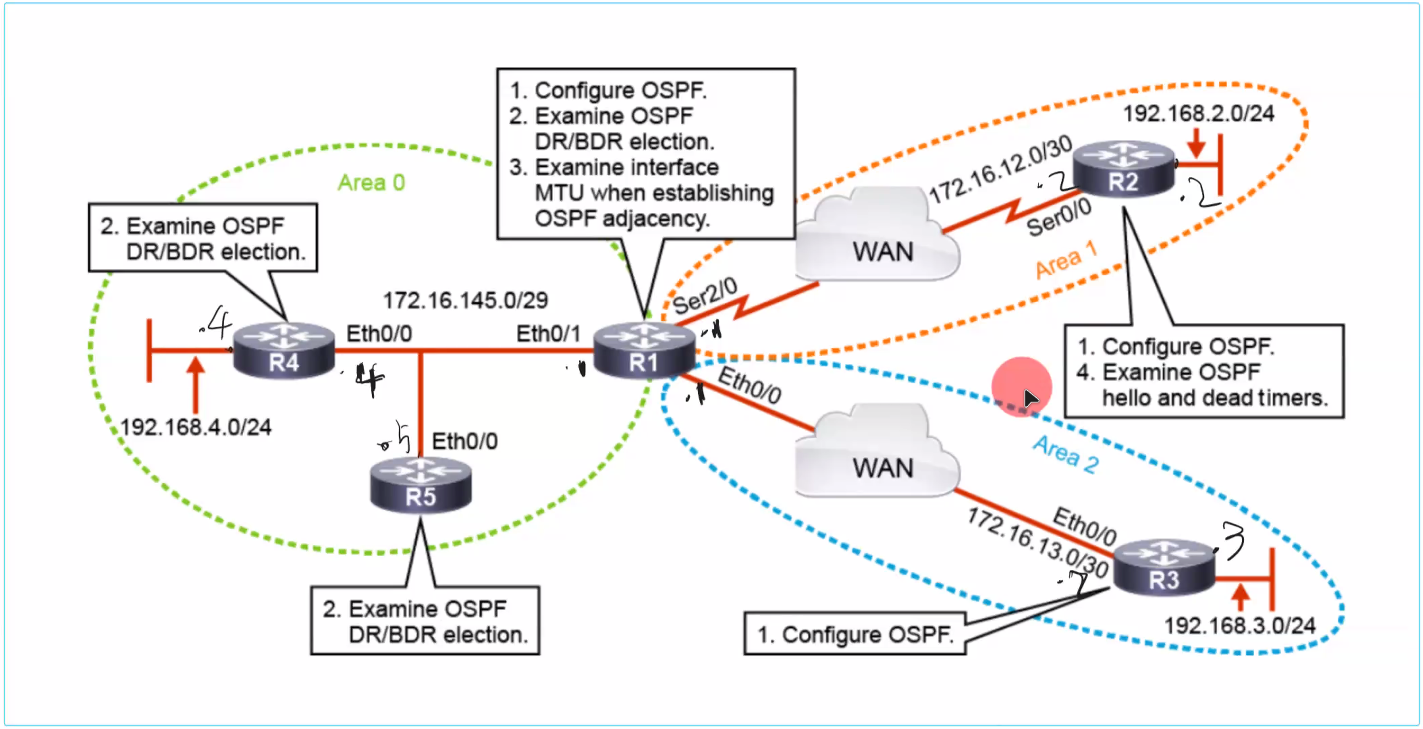 1. Configure OSPF.
2. Examine OSPF
DR/BDR election.
3. Examine interface
MTU when establishing
OSPF adjacency.
Area 0
2. Examine OSPF
DR/BDR election.
172.16.145.0/29
.4
R4
Eth0/0
Eth0/1
.4
.1
R1
192.168.4.0/24
.5
Eth0/0
R5
2. Examine OSPF
DR/BDR election.
Ser2/0
.1
WAN
172.16.12.0/30
.2
Ser0/0
R2
192.168.2.0/24
.2
Area 1
1. Configure OSPF.
4. Examine OSPF
hello and dead timers.
Eth0/0
.1
WAN
Area 2
172.16.13.0/30
Eth0/0
R3
.3
192.168.3.0/24
1. Configure OSPF.